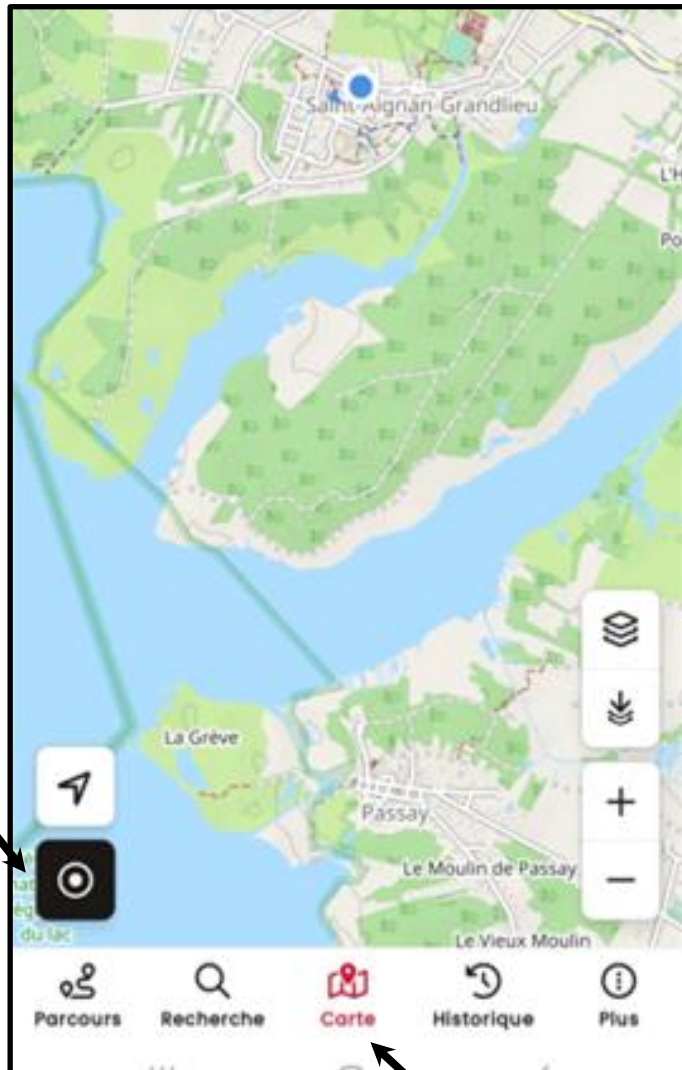 Saint-Aignan-Grandlieu
L'H
Po
La Grève
Passay
Le Moulin de Passay
du lac
Le Vieux Moulin
Parcours
Recherche
Carte
Historique
Plus